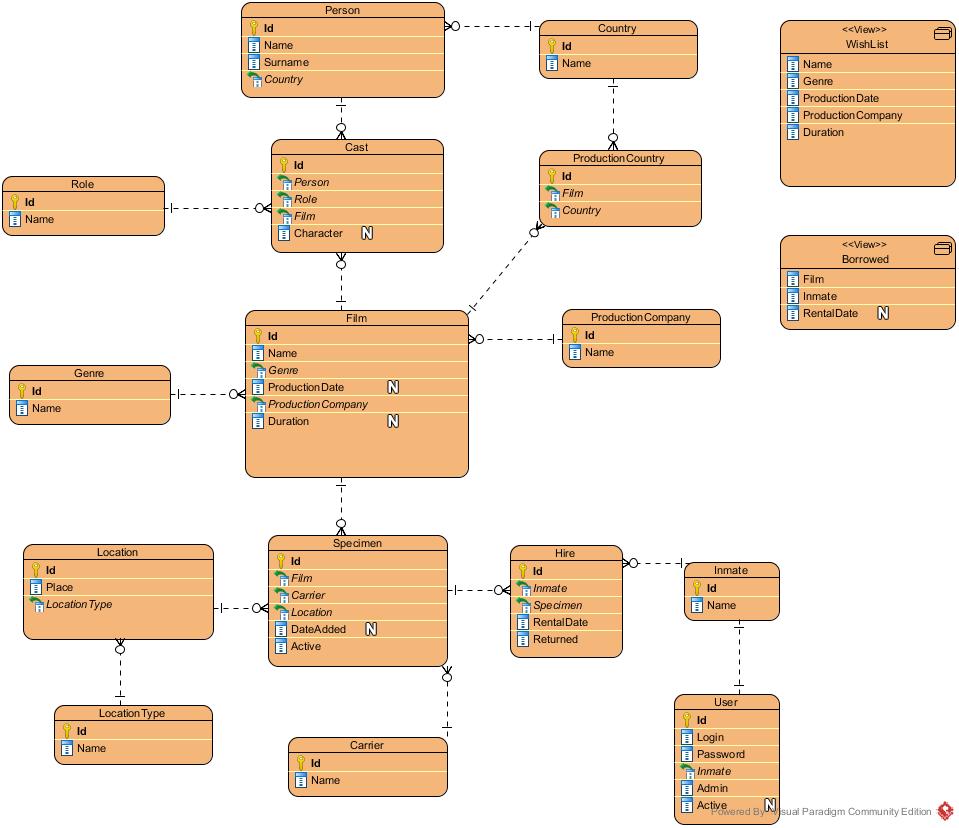 Person
Id
Name
Surname
Country
Country
Id
Name
<<View>>
WishList
Name
Genre
ProductionDate
ProductionCompany
Duration
Cast
Id
Person
Role
Film
Character N
ProductionCountry
Id
Film
Country
Role
Id
Name
<<View>>
Borrowed
Film
Inmate
RentalDate N
Film
Id
Name
Genre
ProductionDate N
ProductionCompany
Duration N
ProductionCompany
Id
Name
Genre
Id
Name
Specimen
Id
Film
Carrier
Location
DateAdded N
Active
Location
Id
Place
LocationType
Hire
Id
Inmate
Specimen
RentalDate
Returned
Inmate
Id
Name
LocationType
Id
Name
Carrier
Id
Name
User
Id
Login
Password
Inmate
Admin
Active N
Powered By Visual Paradigm Community Edition